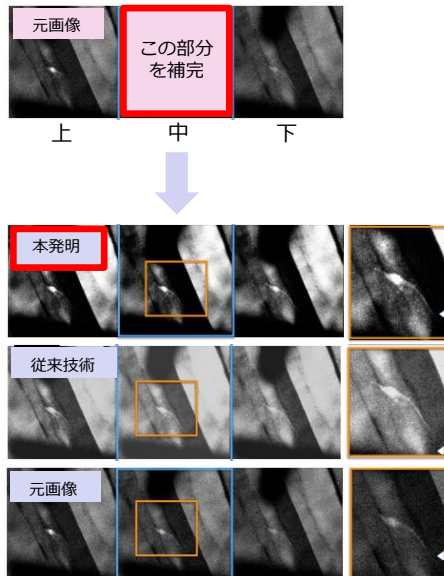 元画像
この部分
を補完
上
中
下
本発明
従来技術
元画像